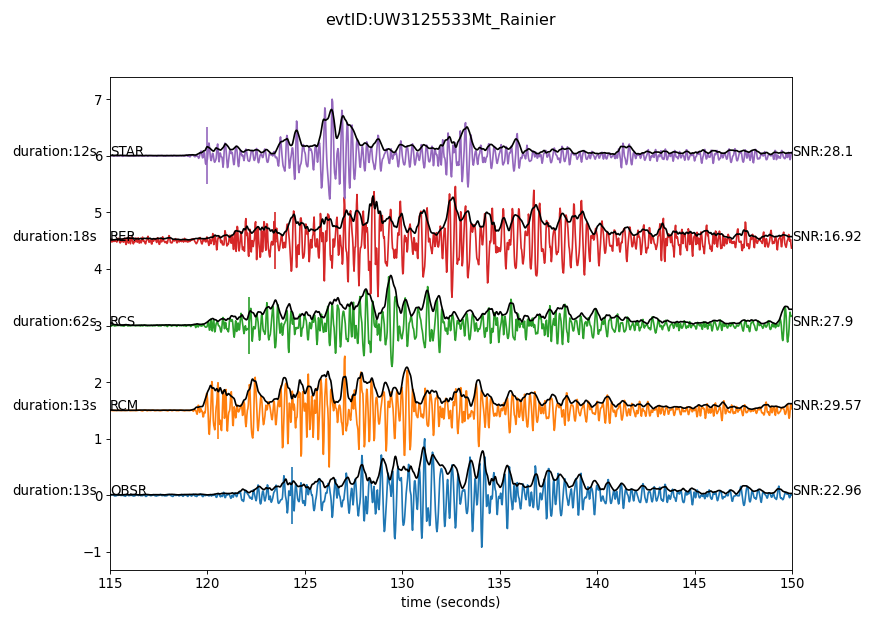 evtID:UW3125533Mt_Rainier
7
duration:12s 6 STAR SNR:28.1
5
duration:18s RER SNR:16.92
4
duration:62s 3 RCS SNR:27.9
2
duration:13s RCM SNR:29.57
1
duration:13s 0 OBSR SNR:22.96
−1
115 120 125 130 135 140 145 150
time (seconds)